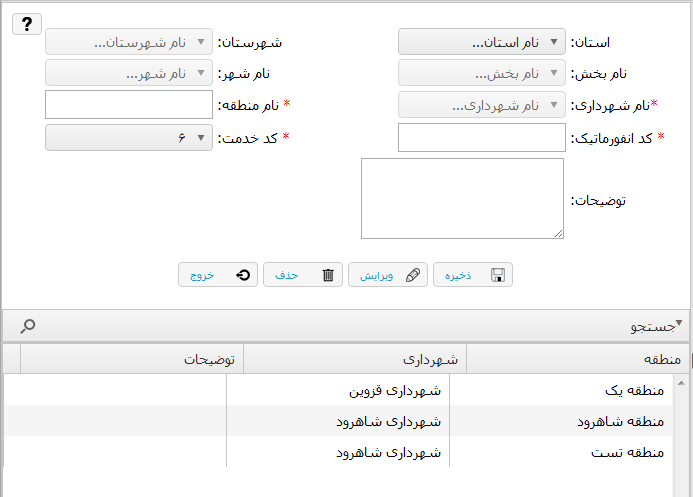 ?
استان: نام استان... شهرستان: نام شهرستان...
نام بخش: نام بخش... نام شهر: نام شهر...
*نام شهرداری: نام شهرداری... * نام منطقه:
* کد انفورماتیک: * کد خدمت: ۶
توضیحات:
ذخیره ویرایش حذف خروج
جستجو
منطقه شهرداری توضیحات
منطقه یک شهرداری قزوین
منطقه شاهرود شهرداری شاهرود
منطقه تست شهرداری شاهرود